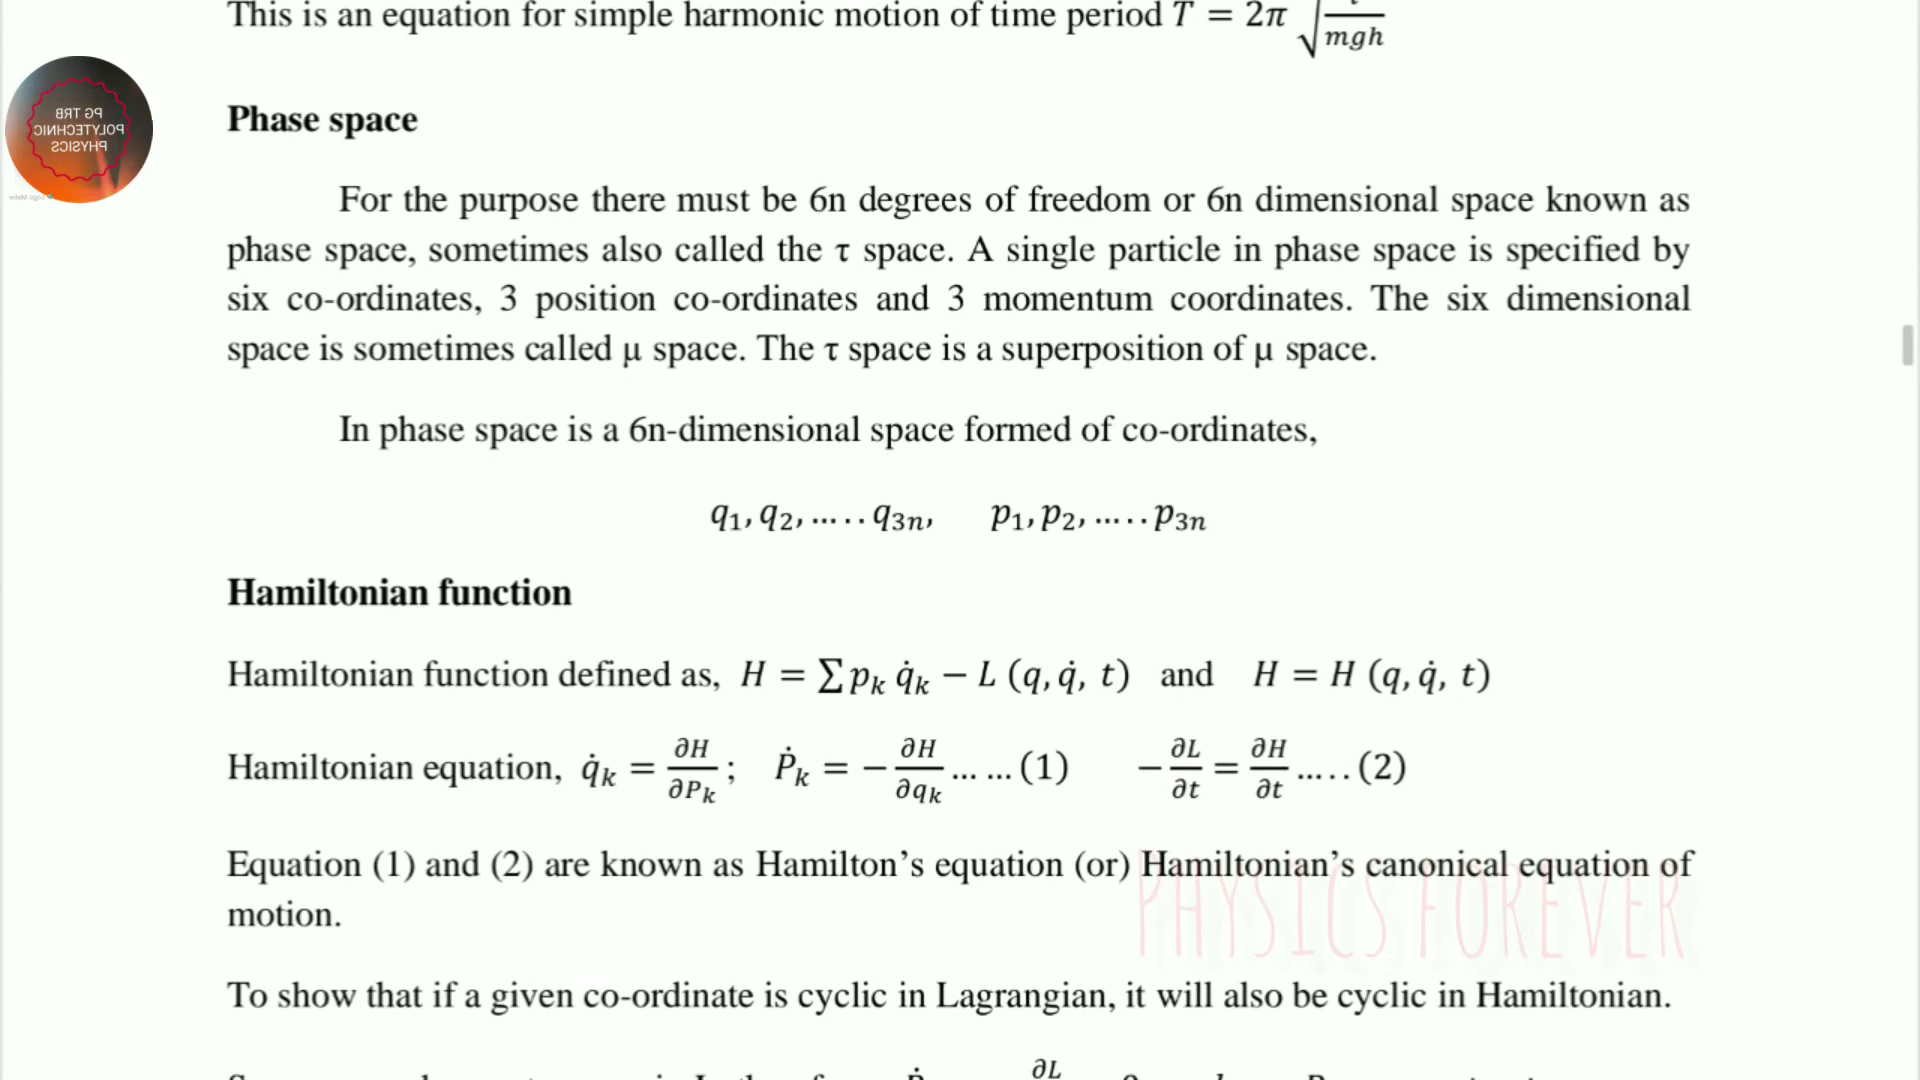 This is an equation for simple harmonic motion of time period T = 2π √ mgh
PG TRB
POLYTECHNIC
PHYSICS
Phase space
For the purpose there must be 6n degrees of freedom or 6n dimensional space known as
phase space, sometimes also called the τ space. A single particle in phase space is specified by
six co-ordinates, 3 position co-ordinates and 3 momentum coordinates. The six dimensional
space is sometimes called μ space. The τ space is a superposition of μ space.
In phase space is a 6n-dimensional space formed of co-ordinates,
q₁, q₂, ..... q₃ₙ, p₁, p₂, ..... p₃ₙ
Hamiltonian function
Hamiltonian function defined as, H = ∑ pₖ q̇ₖ − L (q, q̇, t) and H = H (q, q̇, t)
Hamiltonian equation, q̇ₖ = ∂H/∂Pₖ ; Ṗₖ = − ∂H/∂qₖ ... ... (1) − ∂L/∂t = ∂H/∂t ..... (2)
Equation (1) and (2) are known as Hamilton’s equation (or) Hamiltonian’s canonical equation of
motion.
PHYSICS FOREVER
To show that if a given co-ordinate is cyclic in Lagrangian, it will also be cyclic in Hamiltonian.
∂L